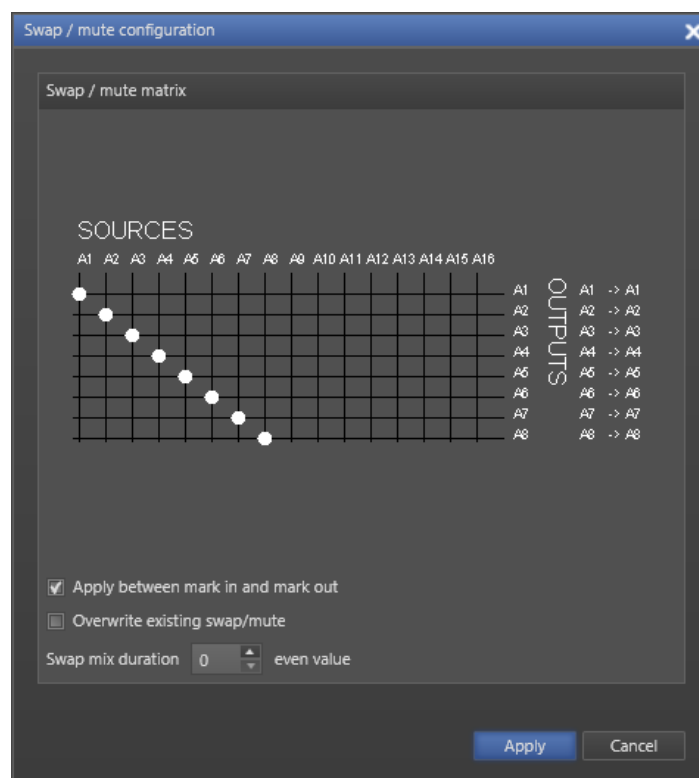 Swap / mute configuration
Swap / mute matrix
SOURCES
A1 A2 A3 A4 A5 A6 A7 A8 A9 A10 A11 A12 A13 A14 A15 A16
OUTPUTS
A1 A1 -> A1
A2 A2 -> A2
A3 A3 -> A3
A4 A4 -> A4
A5 A5 -> A5
A6 A6 -> A6
A7 A7 -> A7
A8 A8 -> A8
Apply between mark in and mark out
Overwrite existing swap/mute
Swap mix duration 0 even value
Apply Cancel